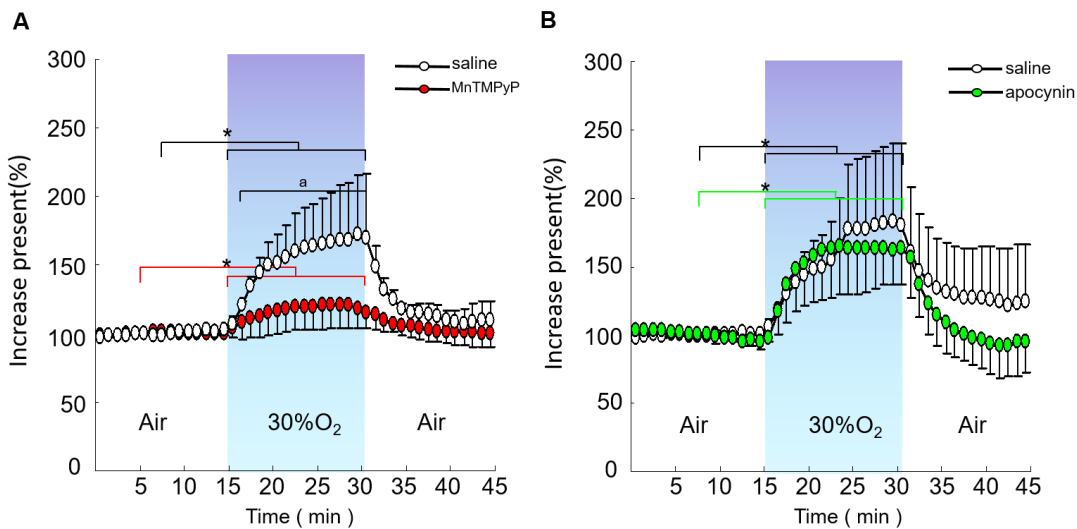 A
300
250
200
150
100
50
0
Increase present(%)
saline
MnTMPyP
*
a
*
Air
30%O₂
Air
5 10 15 20 25 30 35 40 45
Time ( min )
B
300
250
200
150
100
50
0
Increase present(%)
saline
apocynin
*
*
Air
30%O₂
Air
5 10 15 20 25 30 35 40 45
Time ( min )